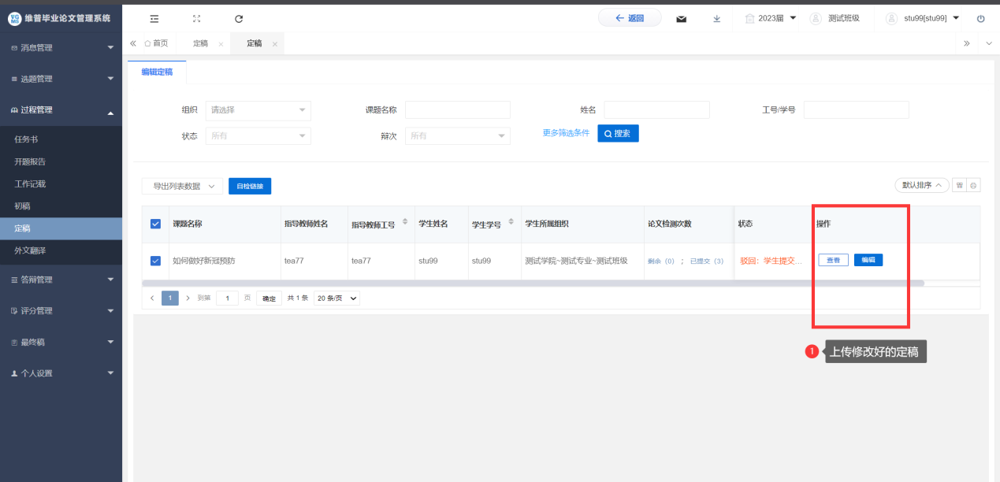 维普毕业论文管理系统
返回
2023届
测试班级
stu99[stu99]
首页
定稿
定稿
消息管理
选题管理
过程管理
任务书
开题报告
工作记载
初稿
定稿
外文翻译
答辩管理
评分管理
最终稿
个人设置
编辑定稿
组织 请选择 课题名称 姓名 工号/学号
状态 所有 辩次 所有 更多筛选条件 搜索
导出列表数据 自检链接 默认排序
课题名称 指导教师姓名 指导教师工号 学生姓名 学生学号 学生所属组织 论文检测次数 状态 操作
如何做好新冠预防 tea77 tea77 stu99 stu99 测试学院~测试专业~测试班级 剩余（0）； 已提交（3） 驳回：学生提交... 查看 编辑
1 到第 1 页 确定 共 1 条 20 条/页
1 上传修改好的定稿